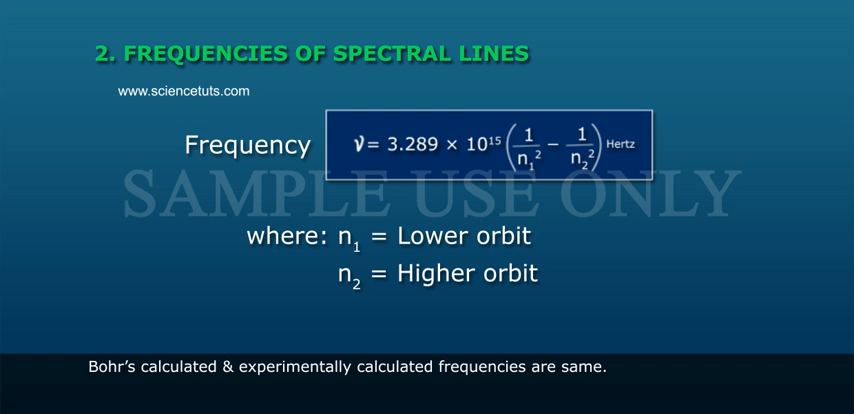 2. FREQUENCIES OF SPECTRAL LINES
www.sciencetuts.com
Frequency ν = 3.289 × 10¹⁵ (1/n₁² − 1/n₂²) Hertz
SAMPLE USE ONLY
where: n₁ = Lower orbit
n₂ = Higher orbit
Bohr's calculated & experimentally calculated frequencies are same.